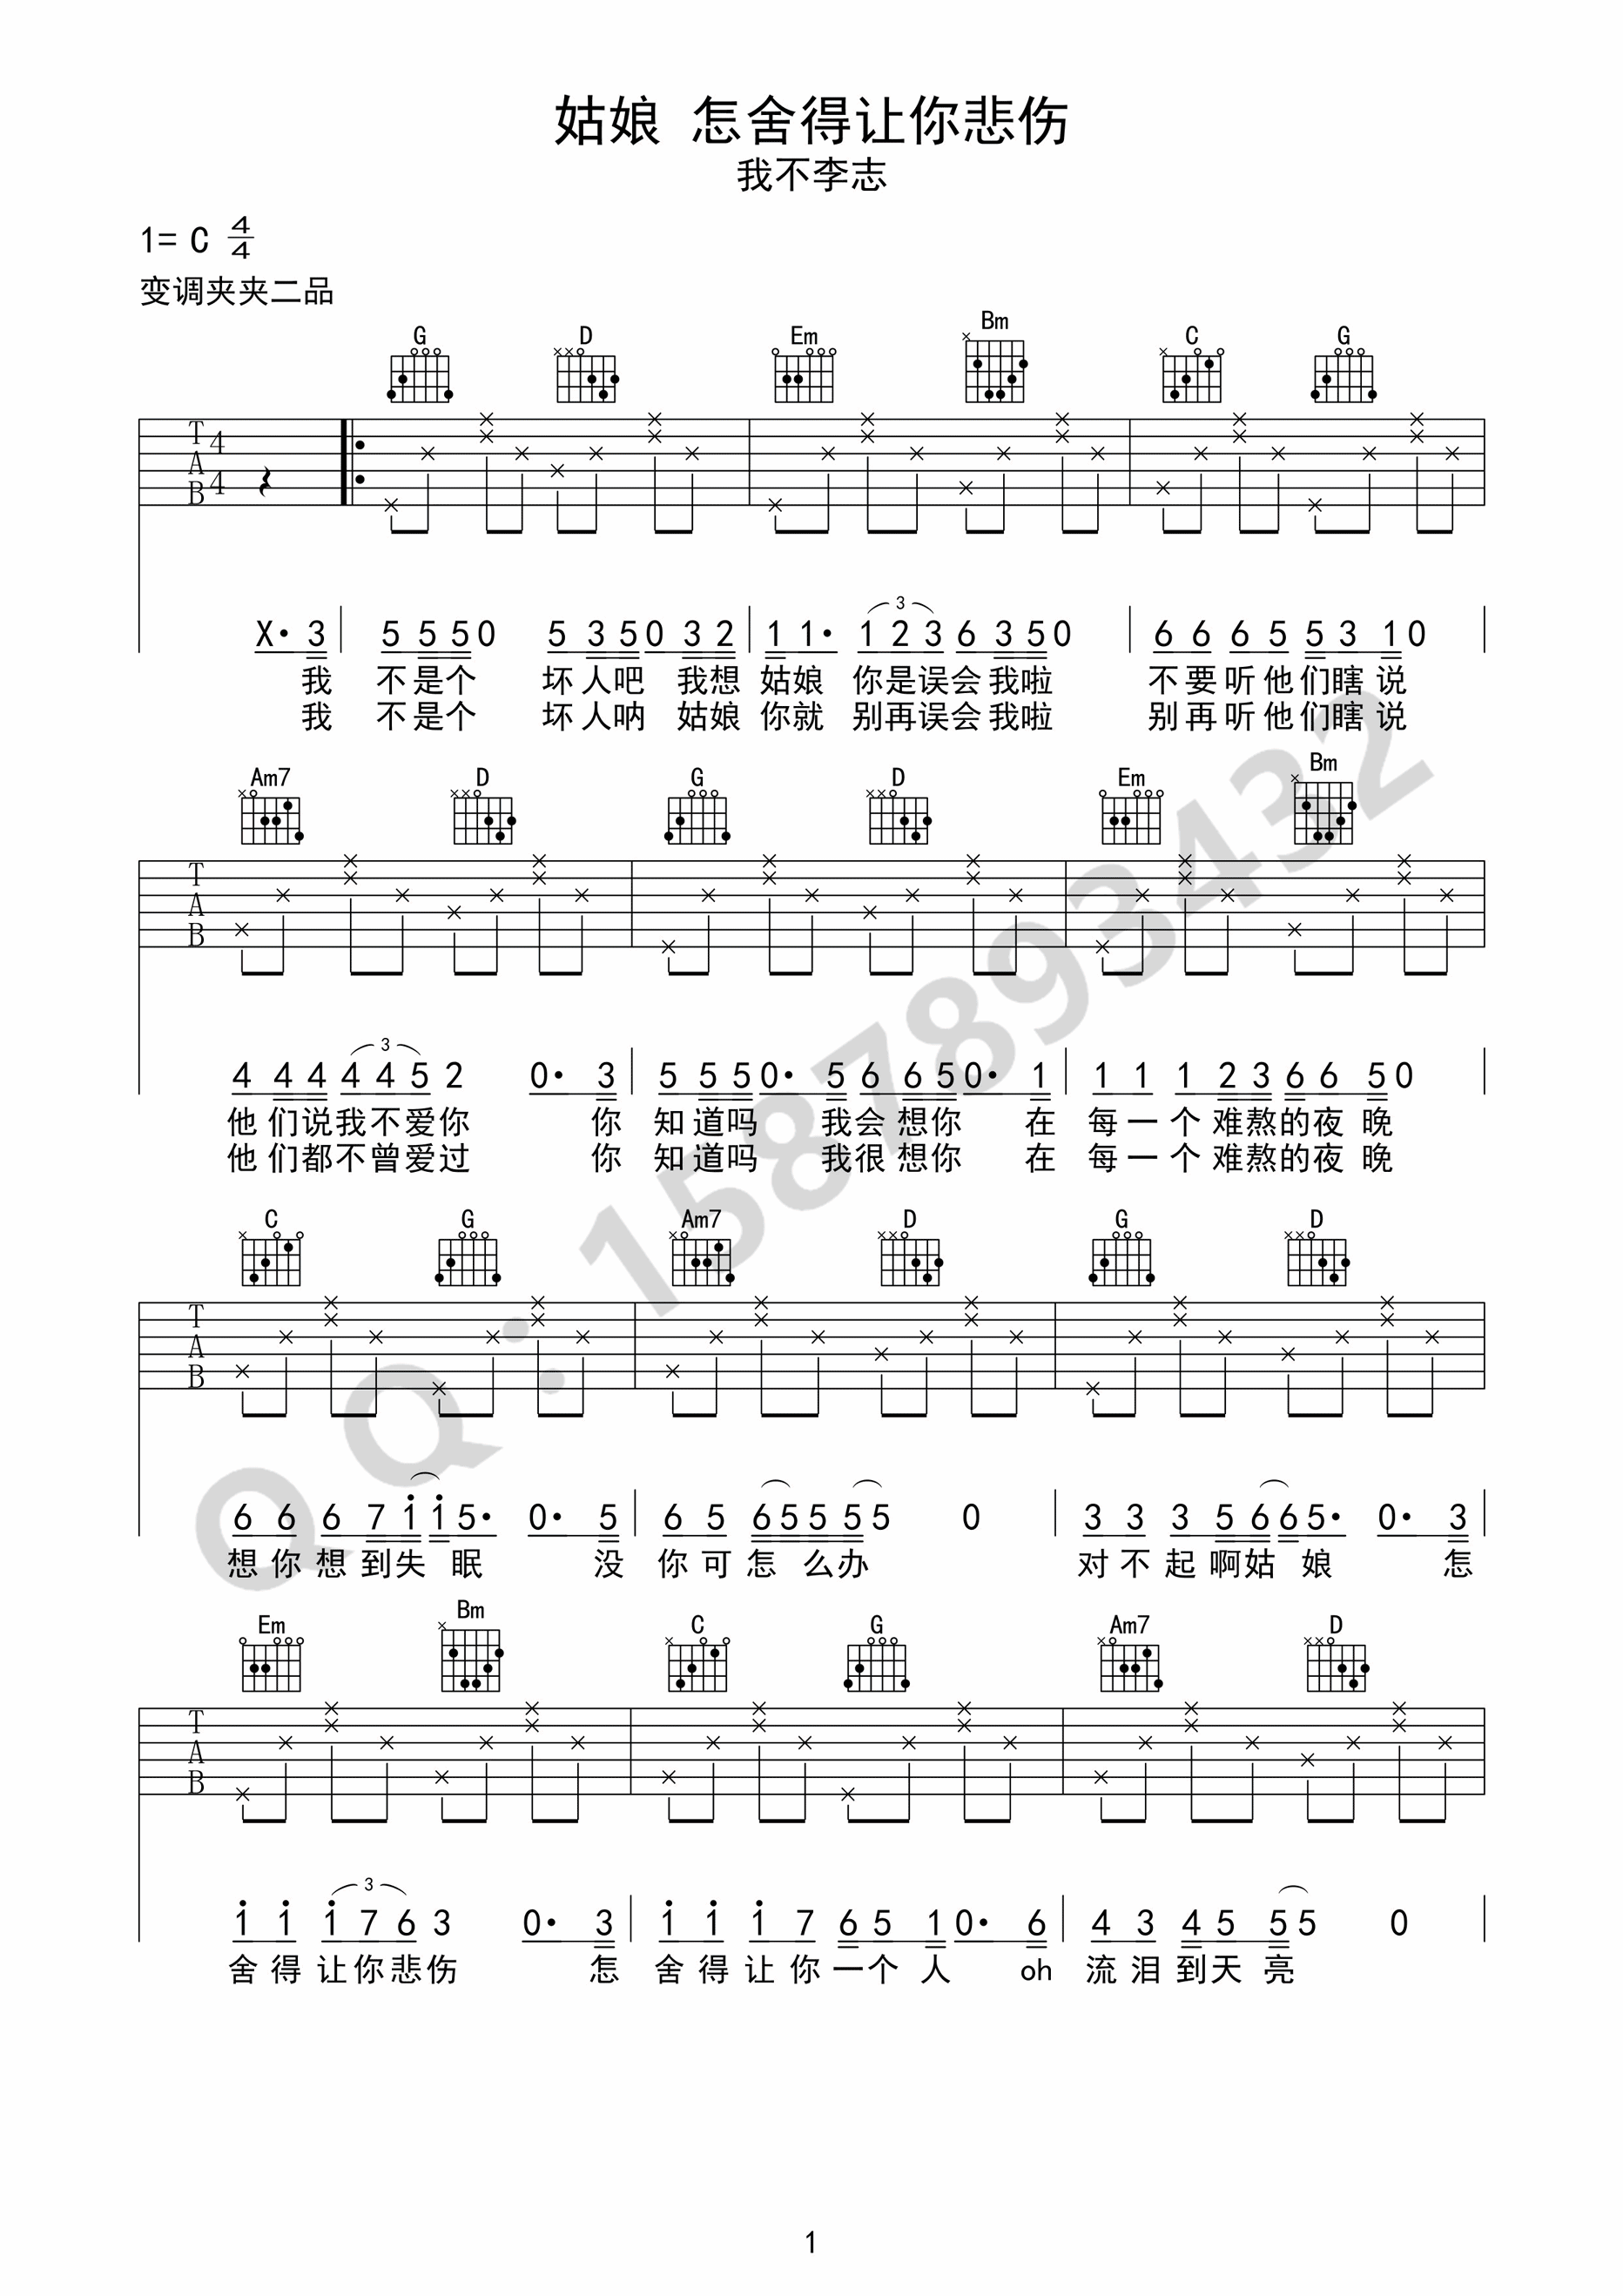 姑娘 怎舍得让你悲伤
我不李志
1= C 4/4
变调夹夹二品
G D Em Bm C G
T A B 4 4
X· 3 | 5 5 5 0 5 3 5 0 3 2 | 1 1· 1 2 3 6 3 5 0 | 6 6 6 5 5 3 1 0 |
3
我 不是个 坏人吧 我想 姑娘 你是误会我啦 不要听他们瞎说
我 不是个 坏人呐 姑娘 你就 别再误会我啦 别再听他们瞎说
Am7 D G D Em Bm
T A B
3
4 4 4 4 4 5 2 0· 3 | 5 5 5 0· 5 6 6 5 0· 1 | 1 1 1 2 3 6 6 5 0 |
他们说我不爱你 你 知道吗 我会想你 在 每一个难熬的夜晚
他们都不曾爱过 你 知道吗 我很想你 在 每一个难熬的夜晚
C G Am7 D G D
T A B
6 6 6 7 1 1 5· 0· 5 | 6 5 6 5 5 5 5 0 | 3 3 3 5 6 6 5· 0· 3 |
想你想到失眠 没 你可怎么办 对不起啊姑娘 怎
Em Bm C G Am7 D
T A B
3
1 1 1 7 6 3 0· 3 | 1 1 1 7 6 5 1 0· 6 | 4 3 4 5 5 5 0 |
舍得让你悲伤 怎 舍得让你一个人 oh 流泪到天亮
QQ：1578789343​2
1